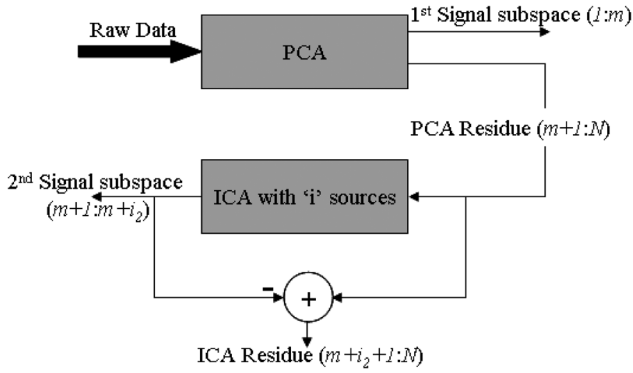 1st Signal subspace (1:m)
Raw Data
PCA
PCA Residue (m+1:N)
2nd Signal subspace
(m+1:m+i2)
ICA with ‘i’ sources
-
+
ICA Residue (m+i2+1:N)